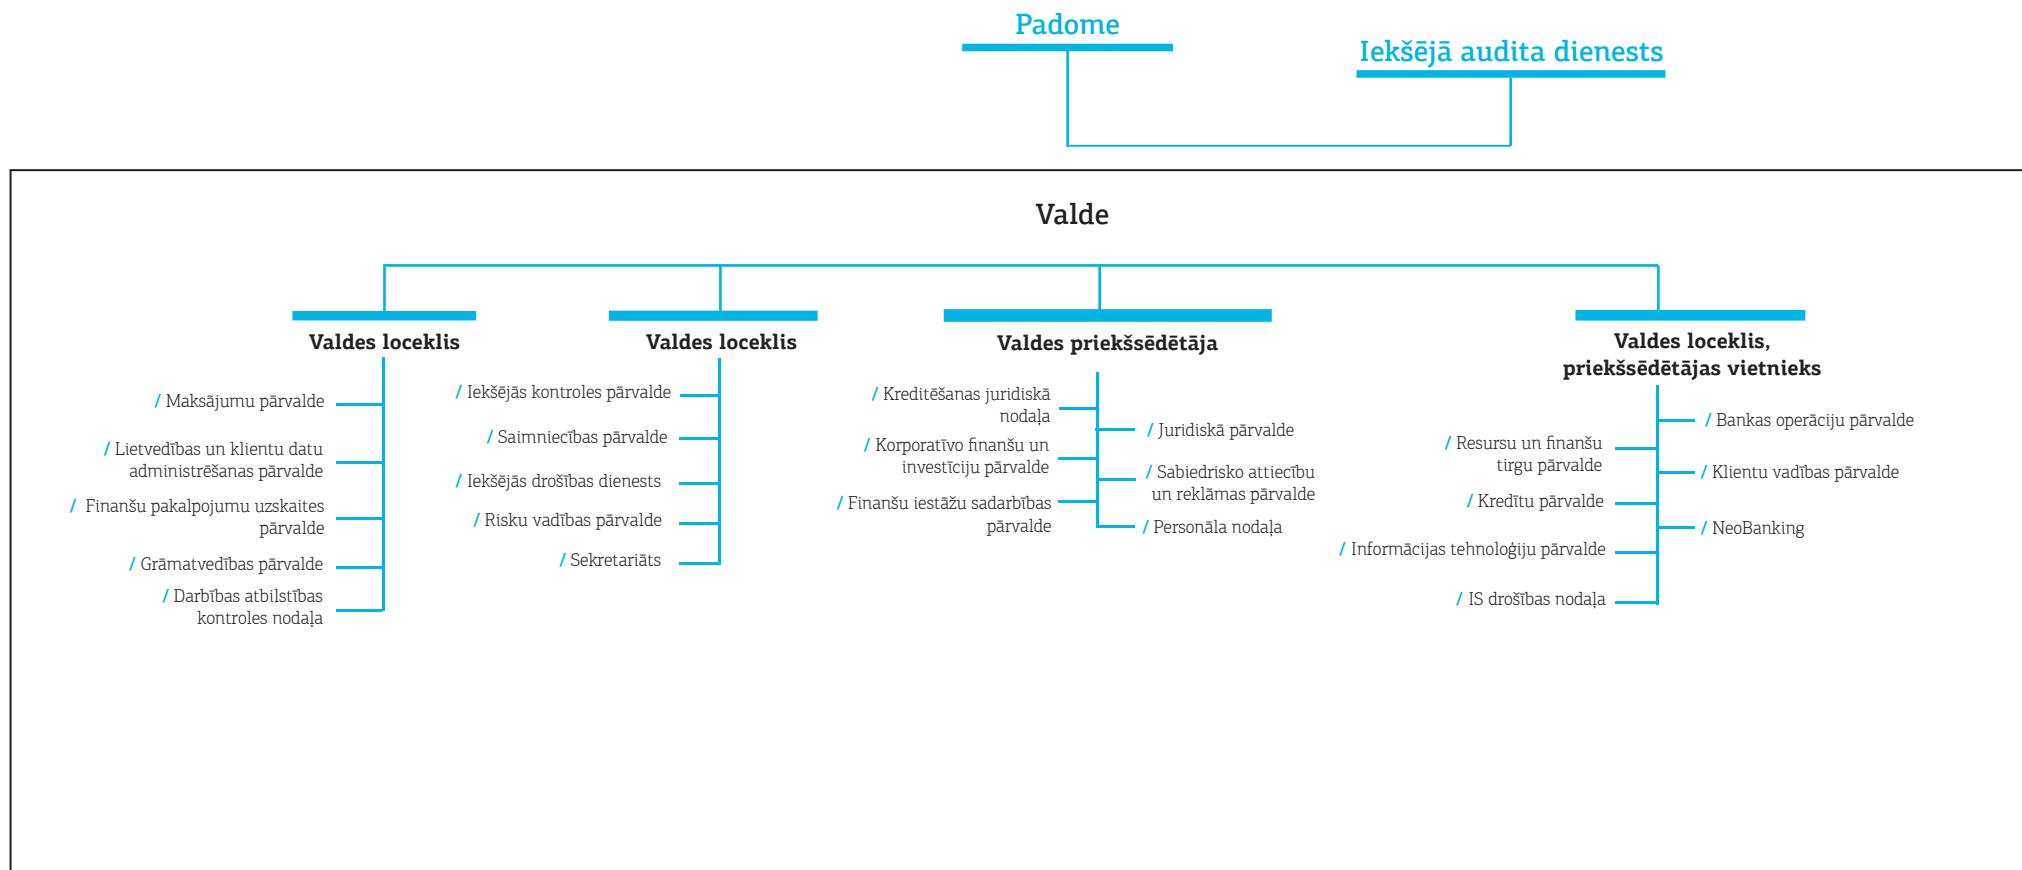 Padome
Iekšējā audita dienests
Valde
Valdes loceklis
/ Maksājumu pārvalde
/ Lietvedības un klientu datu
administrēšanas pārvalde
/ Finanšu pakalpojumu uzskaites
pārvalde
/ Grāmatvedības pārvalde
/ Darbības atbilstības
kontroles nodaļa
Valdes loceklis
/ Iekšējās kontroles pārvalde
/ Saimniecības pārvalde
/ Iekšējās drošības dienests
/ Risku vadības pārvalde
/ Sekretariāts
Valdes priekšsēdētāja
/ Kreditēšanas juridiskā
nodaļa
/ Korporatīvo finanšu un
investīciju pārvalde
/ Finanšu iestāžu sadarbības
pārvalde
/ Juridiskā pārvalde
/ Sabiedrisko attiecību
un reklāmas pārvalde
/ Personāla nodaļa
Valdes loceklis,
priekšsēdētājas vietnieks
/ Resursu un finanšu
tirgu pārvalde
/ Kredītu pārvalde
/ Informācijas tehnoloģiju pārvalde
/ IS drošības nodaļa
/ Bankas operāciju pārvalde
/ Klientu vadības pārvalde
/ NeoBanking